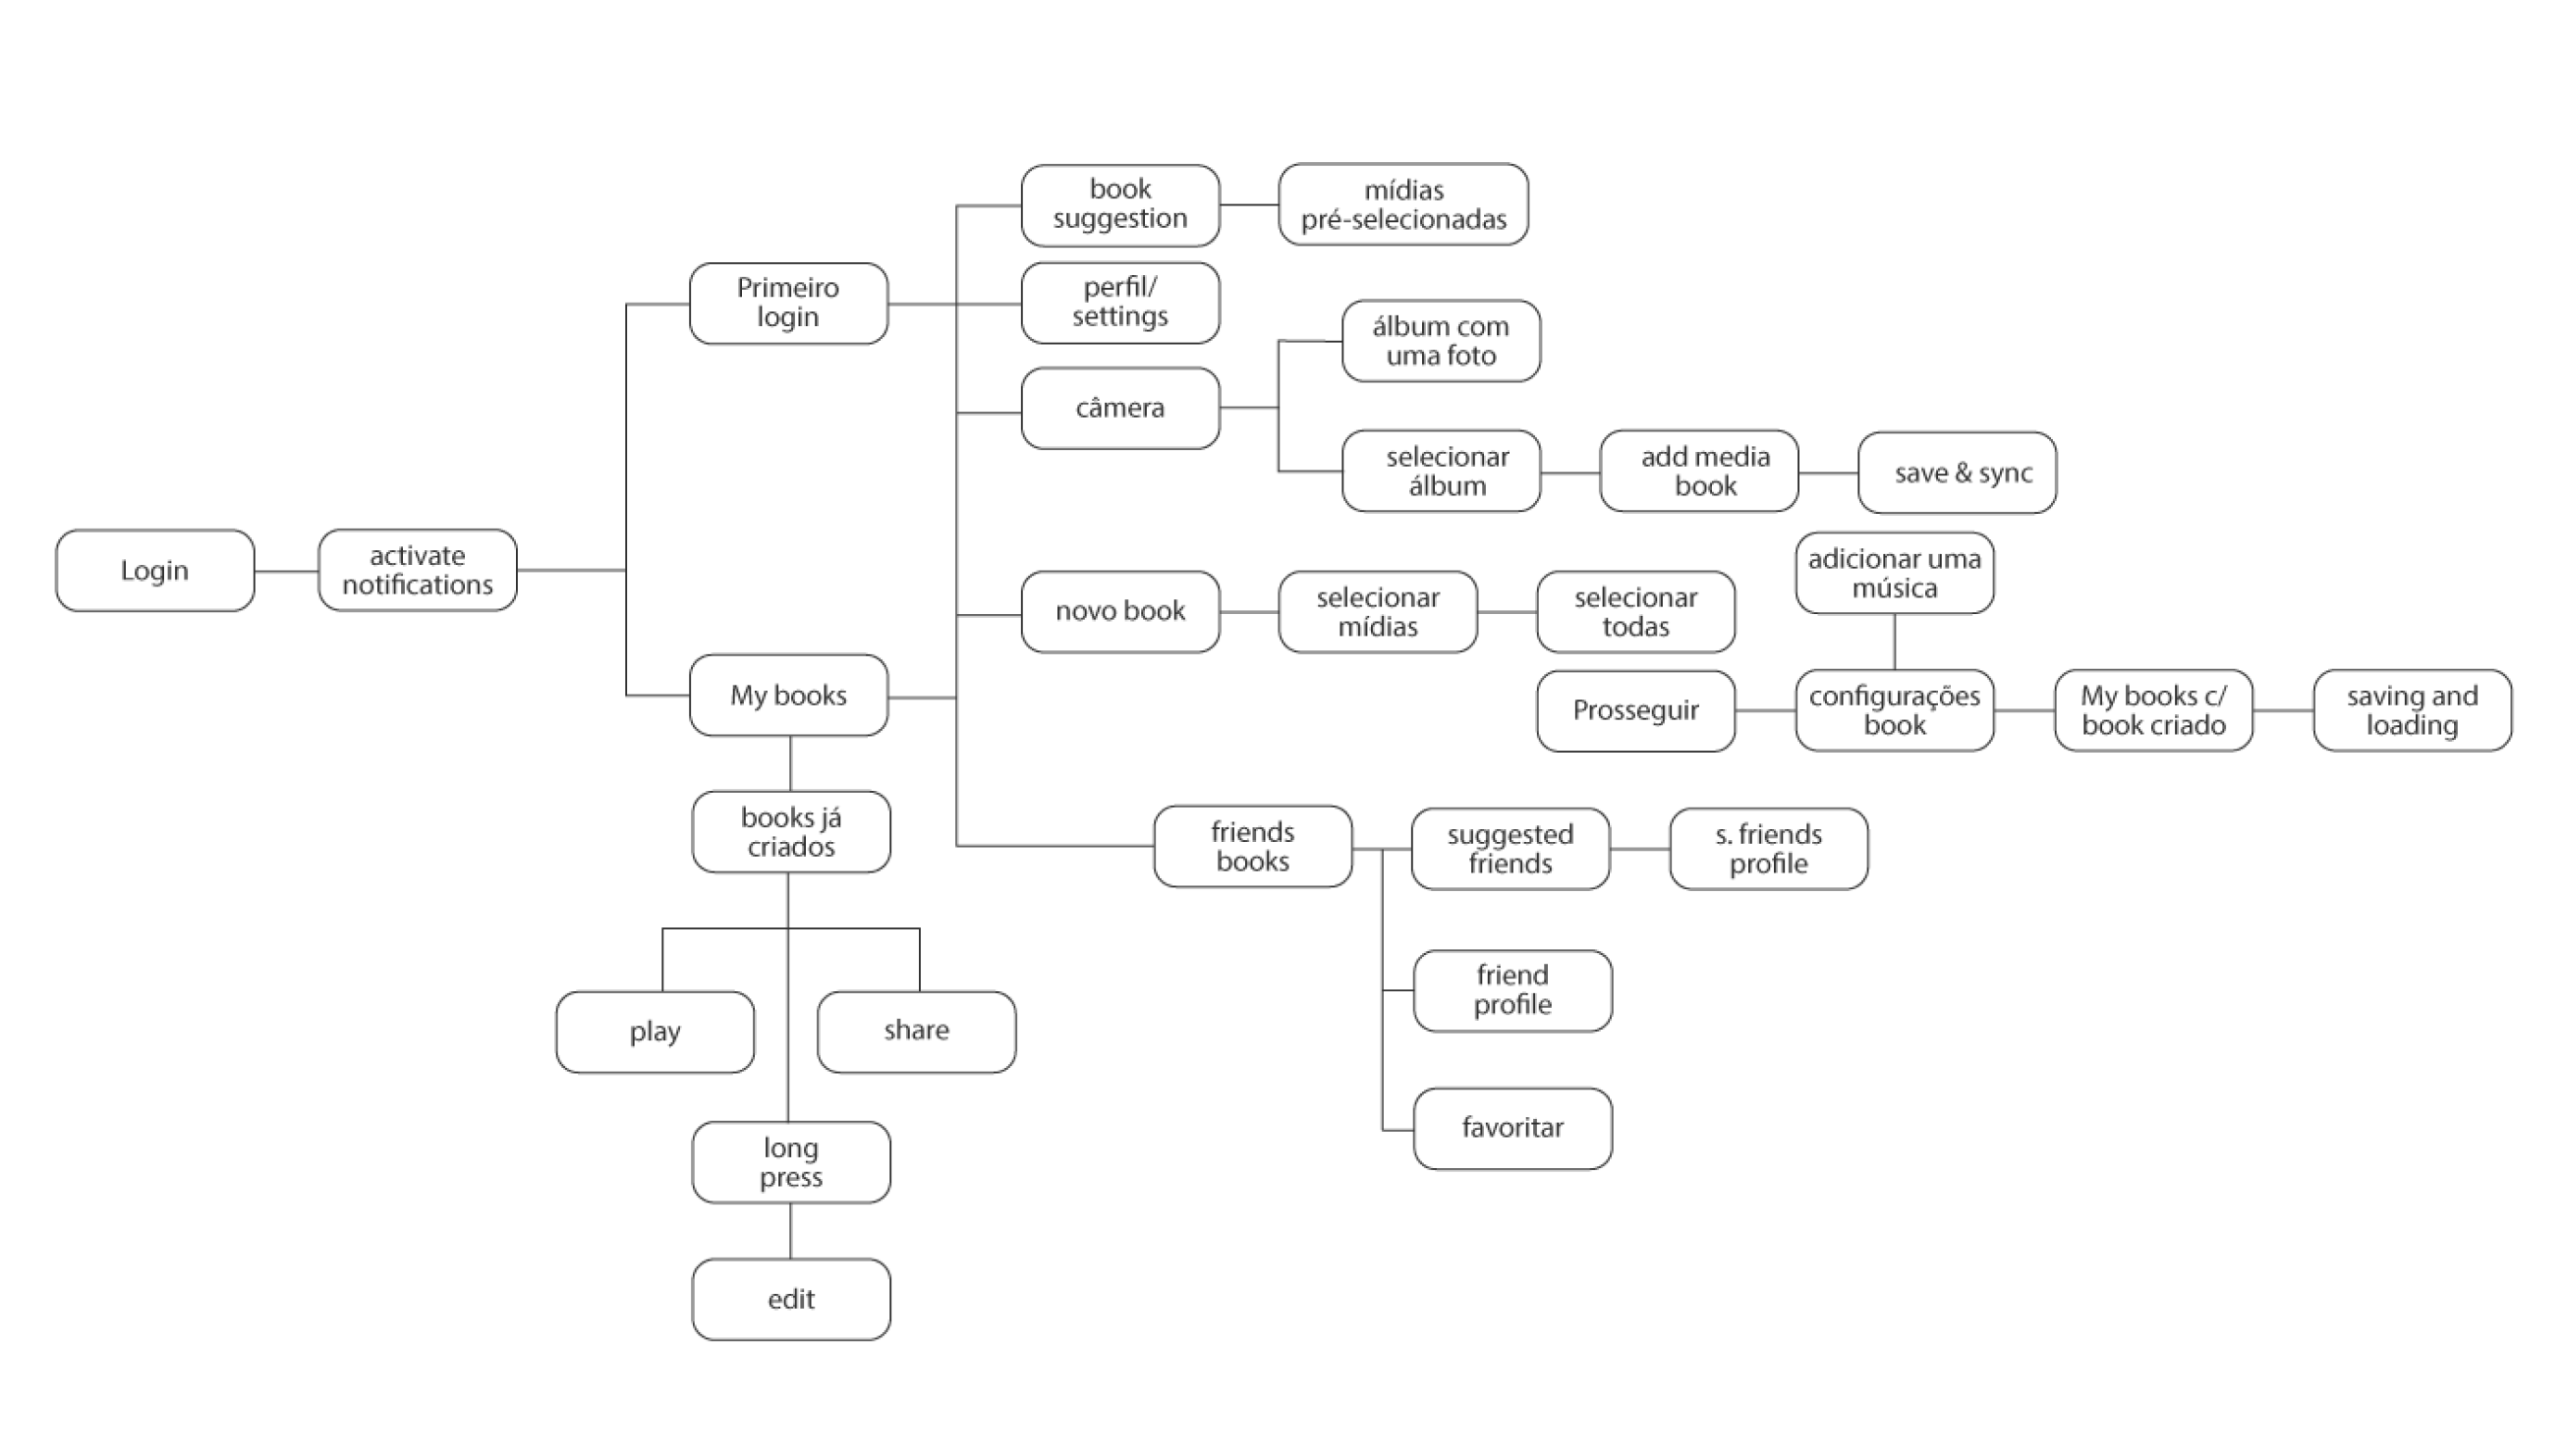 book
suggestion
mídias
pré-selecionadas
Primeiro
login
perfil/
settings
álbum com
uma foto
câmera
selecionar
álbum
add media
book
save & sync
Login
activate
notifications
adicionar uma
música
novo book
selecionar
mídias
selecionar
todas
My books
Prosseguir
configurações
book
My books c/
book criado
saving and
loading
books já
criados
friends
books
suggested
friends
s. friends
profile
play
share
friend
profile
long
press
favoritar
edit